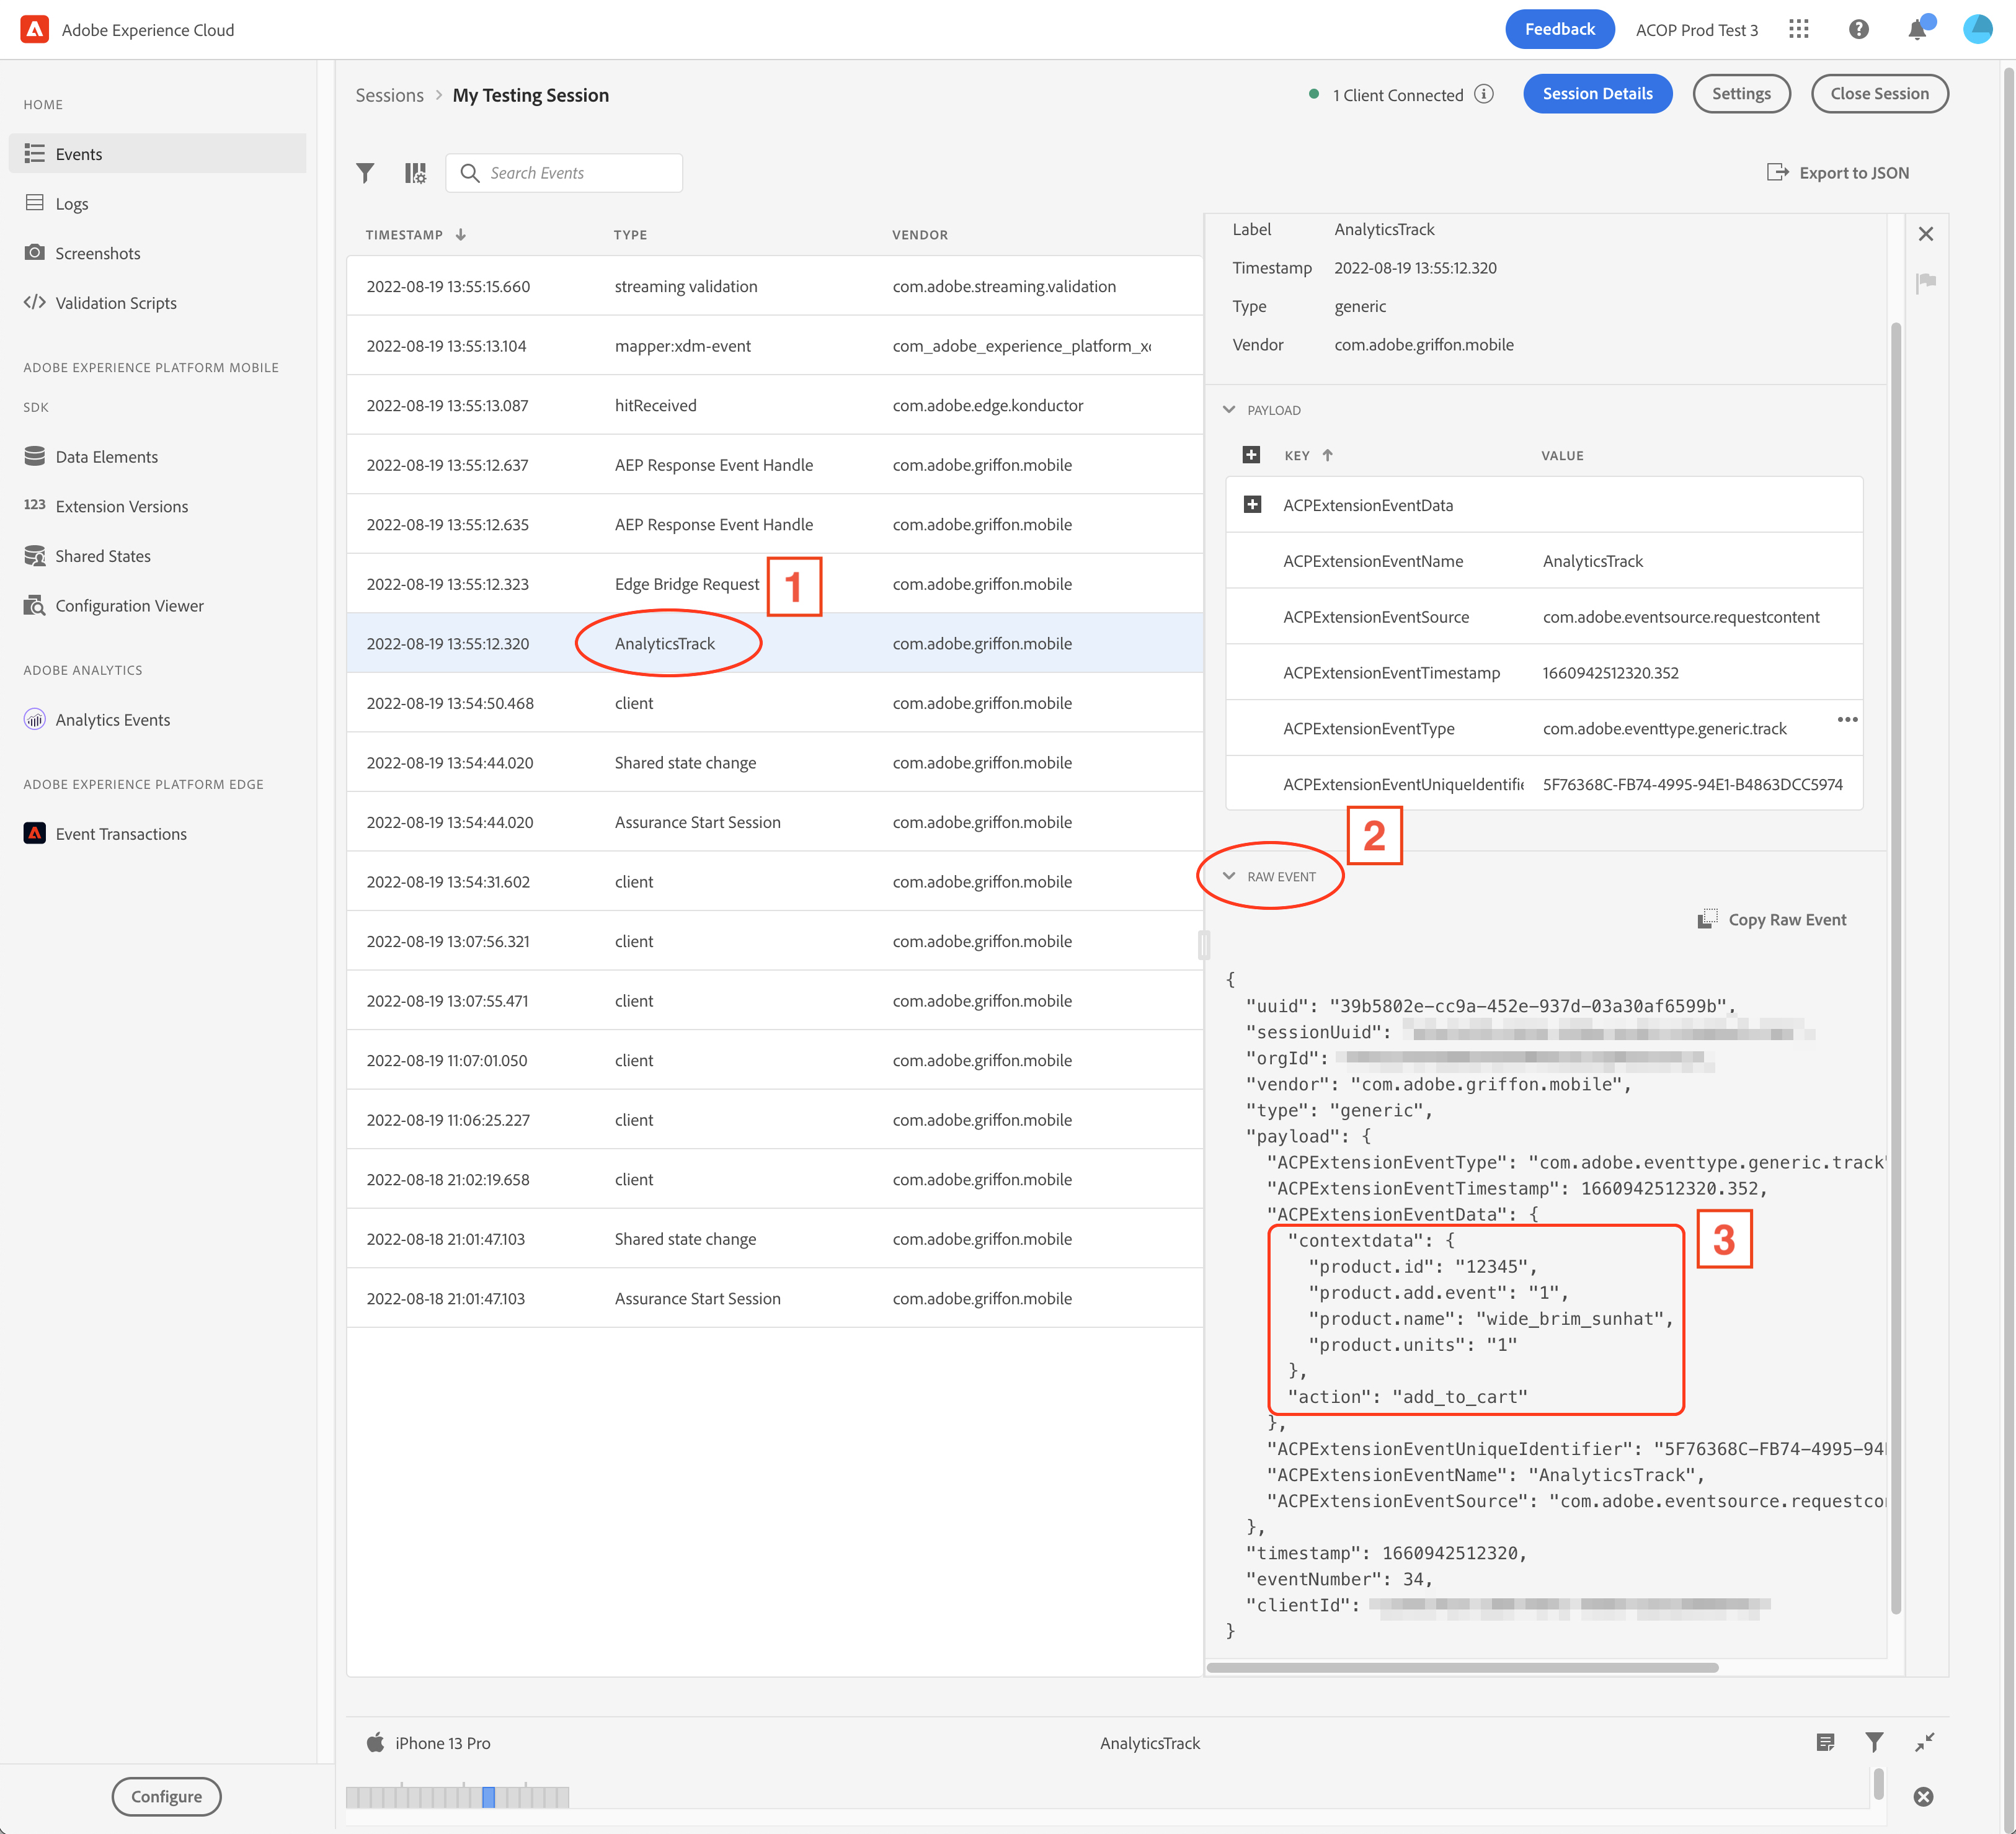 Adobe Experience Cloud
Feedback
ACOP Prod Test 3
HOME
Events
Logs
Screenshots
Validation Scripts
ADOBE EXPERIENCE PLATFORM MOBILE
SDK
Data Elements
123 Extension Versions
Shared States
Configuration Viewer
ADOBE ANALYTICS
Analytics Events
ADOBE EXPERIENCE PLATFORM EDGE
Event Transactions
Configure
Sessions > My Testing Session
1 Client Connected
Session Details
Settings
Close Session
Search Events
Export to JSON
TIMESTAMP TYPE VENDOR
2022-08-19 13:55:15.660 streaming validation com.adobe.streaming.validation
2022-08-19 13:55:13.104 mapper:xdm-event com_adobe_experience_platform_x
2022-08-19 13:55:13.087 hitReceived com.adobe.edge.konductor
2022-08-19 13:55:12.637 AEP Response Event Handle com.adobe.griffon.mobile
2022-08-19 13:55:12.635 AEP Response Event Handle com.adobe.griffon.mobile
2022-08-19 13:55:12.323 Edge Bridge Request com.adobe.griffon.mobile
1
2022-08-19 13:55:12.320 AnalyticsTrack com.adobe.griffon.mobile
2022-08-19 13:54:50.468 client com.adobe.griffon.mobile
2022-08-19 13:54:44.020 Shared state change com.adobe.griffon.mobile
2022-08-19 13:54:44.020 Assurance Start Session com.adobe.griffon.mobile
2022-08-19 13:54:31.602 client com.adobe.griffon.mobile
2022-08-19 13:07:56.321 client com.adobe.griffon.mobile
2022-08-19 13:07:55.471 client com.adobe.griffon.mobile
2022-08-19 11:07:01.050 client com.adobe.griffon.mobile
2022-08-19 11:06:25.227 client com.adobe.griffon.mobile
2022-08-18 21:02:19.658 client com.adobe.griffon.mobile
2022-08-18 21:01:47.103 Shared state change com.adobe.griffon.mobile
2022-08-18 21:01:47.103 Assurance Start Session com.adobe.griffon.mobile
Label AnalyticsTrack
Timestamp 2022-08-19 13:55:12.320
Type generic
Vendor com.adobe.griffon.mobile
PAYLOAD
KEY VALUE
ACPExtensionEventData
ACPExtensionEventName AnalyticsTrack
ACPExtensionEventSource com.adobe.eventsource.requestcontent
ACPExtensionEventTimestamp 1660942512320.352
ACPExtensionEventType com.adobe.eventtype.generic.track
ACPExtensionEventUniqueIdentifie 5F76368C-FB74-4995-94E1-B4863DCC5974
2
RAW EVENT
Copy Raw Event
{
"uuid": "39b5802e-cc9a-452e-937d-03a30af6599b",
"sessionUuid":
"orgId":
"vendor": "com.adobe.griffon.mobile",
"type": "generic",
"payload": {
"ACPExtensionEventType": "com.adobe.eventtype.generic.track"
"ACPExtensionEventTimestamp": 1660942512320.352,
"ACPExtensionEventData": {
3
"contextdata": {
"product.id": "12345",
"product.add.event": "1",
"product.name": "wide_brim_sunhat",
"product.units": "1"
},
"action": "add_to_cart"
},
"ACPExtensionEventUniqueIdentifier": "5F76368C-FB74-4995-94
"ACPExtensionEventName": "AnalyticsTrack",
"ACPExtensionEventSource": "com.adobe.eventsource.requestco
},
"timestamp": 1660942512320,
"eventNumber": 34,
"clientId":
}
iPhone 13 Pro
AnalyticsTrack